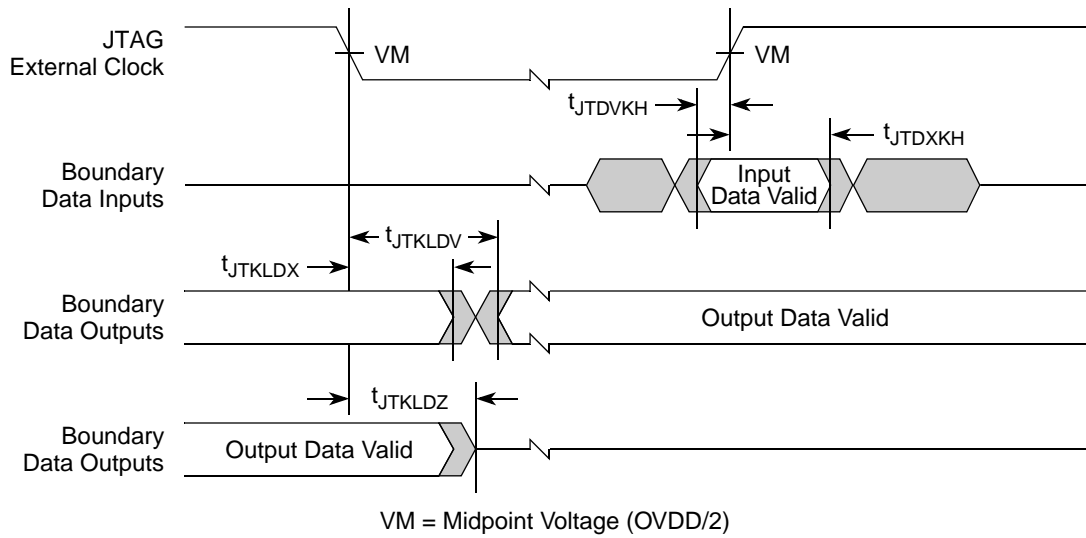 JTAG
External Clock
VM
VM
tJTDVKH
tJTDXKH
Boundary
Data Inputs
Input
Data Valid
tJTKLDV
tJTKLDX
Boundary
Data Outputs
Output Data Valid
tJTKLDZ
Boundary
Data Outputs
Output Data Valid
VM = Midpoint Voltage (OVDD/2)